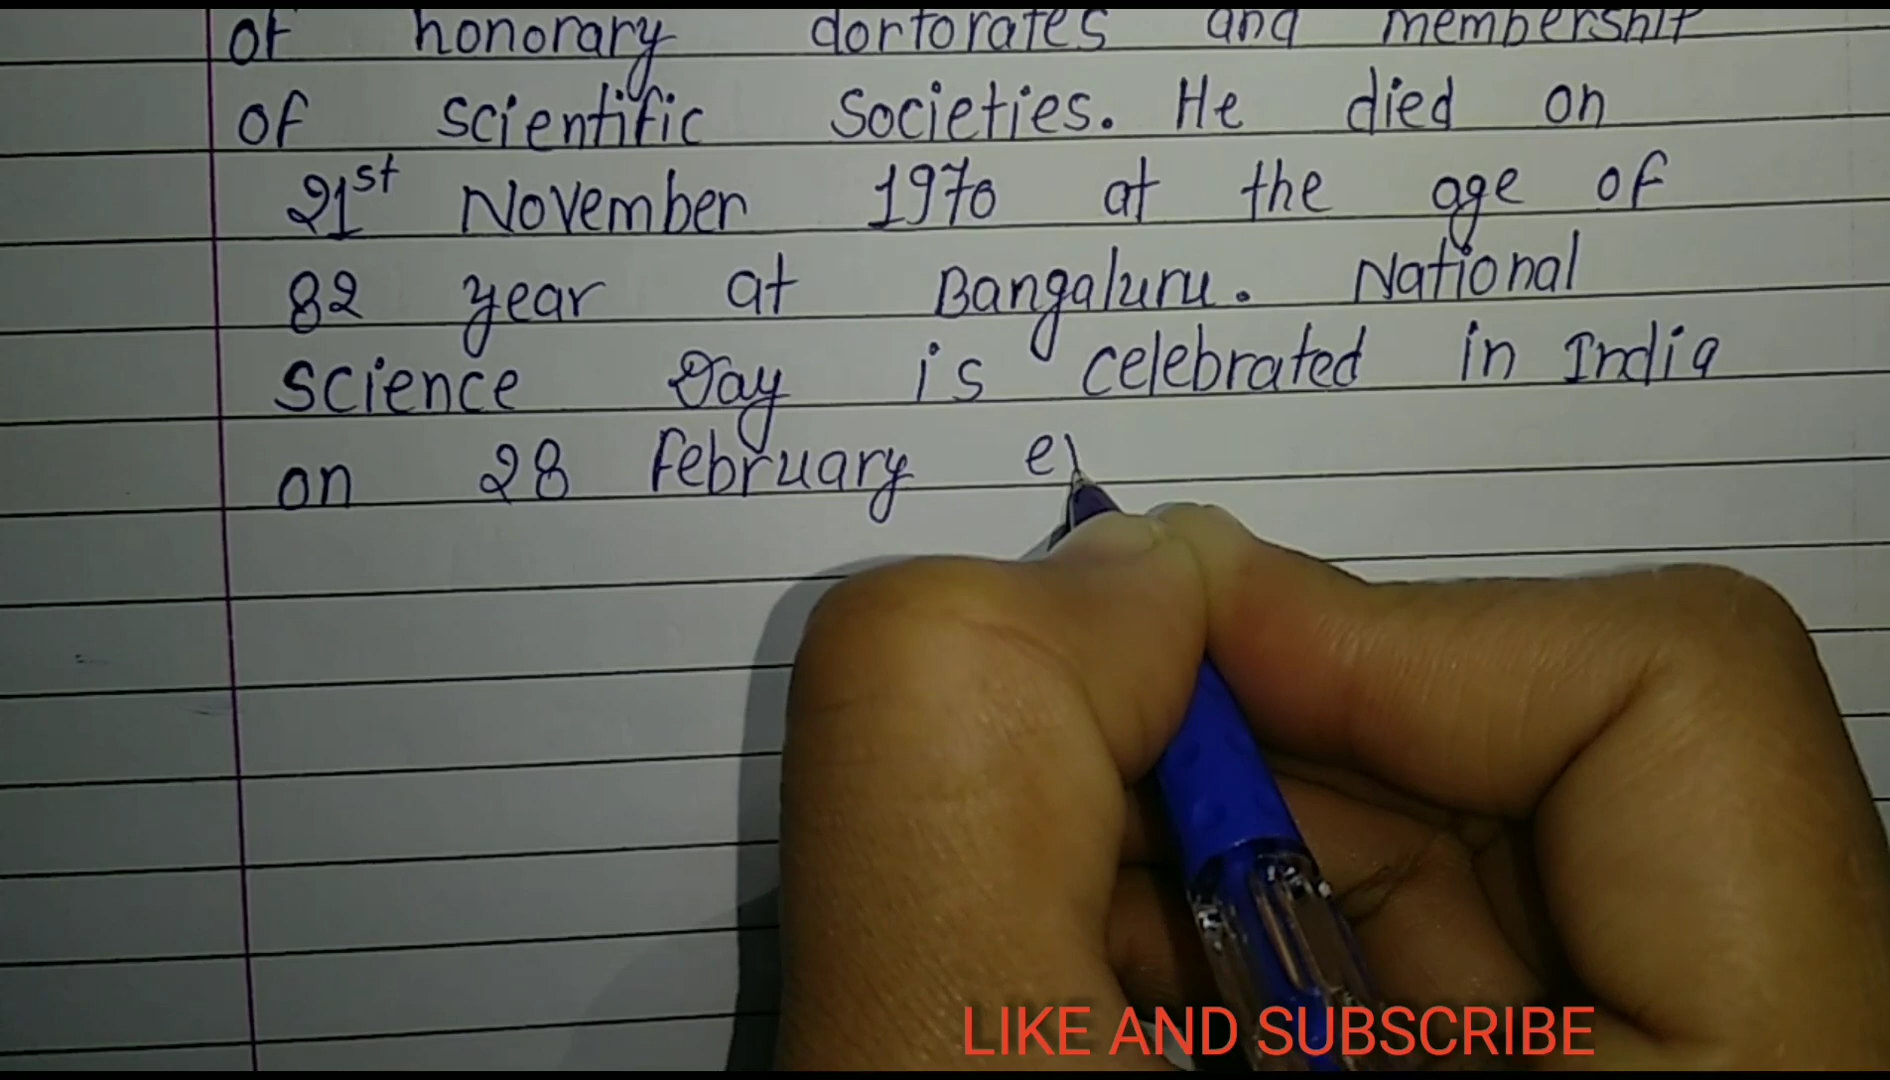 of honorary dortorates and membership
of scientific Societies. He died on
21st November 1970 at the age of
82 year at Bangaluru. National
Science Day is celebrated in India
on 28 February
LIKE AND SUBSCRIBE